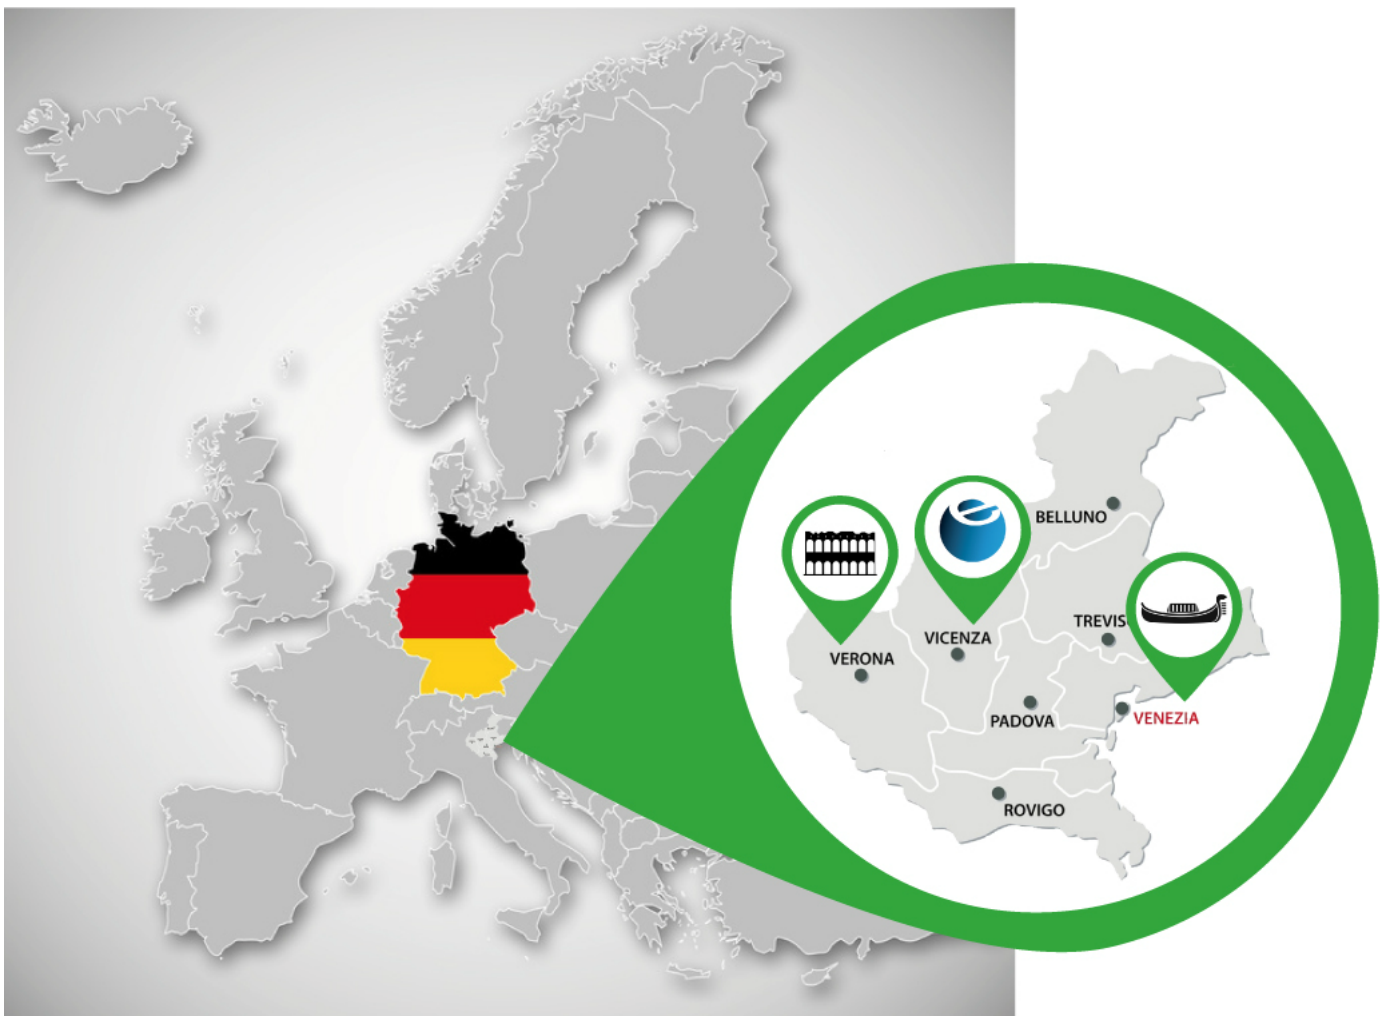 BELLUNO
TREVIS
VICENZA
VERONA
PADOVA
VENEZIA
ROVIGO